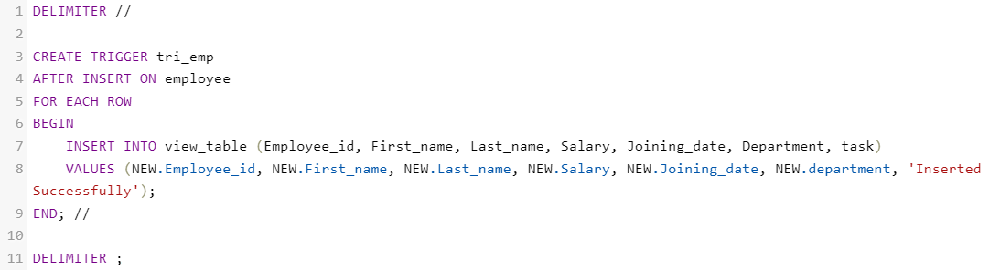 1 DELIMITER //
2
3 CREATE TRIGGER tri_emp
4 AFTER INSERT ON employee
5 FOR EACH ROW
6 BEGIN
7 INSERT INTO view_table (Employee_id, First_name, Last_name, Salary, Joining_date, Department, task)
8 VALUES (NEW.Employee_id, NEW.First_name, NEW.Last_name, NEW.Salary, NEW.Joining_date, NEW.department, 'Inserted
Successfully');
9 END; //
10
11 DELIMITER ;